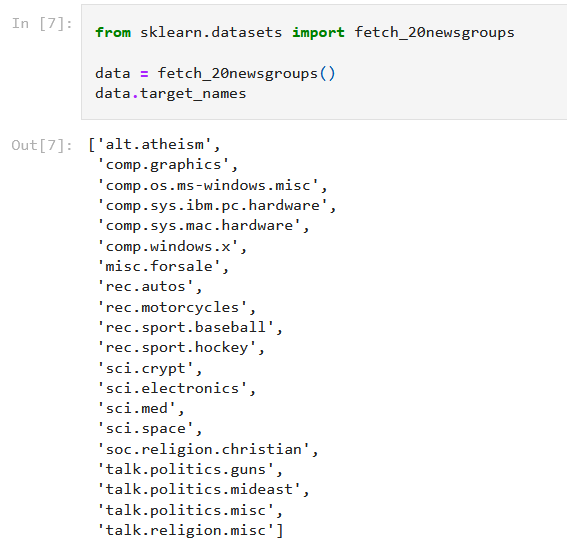 In [7]:
from sklearn.datasets import fetch_20newsgroups

data = fetch_20newsgroups()
data.target_names
Out[7]:
['alt.atheism',
 'comp.graphics',
 'comp.os.ms-windows.misc',
 'comp.sys.ibm.pc.hardware',
 'comp.sys.mac.hardware',
 'comp.windows.x',
 'misc.forsale',
 'rec.autos',
 'rec.motorcycles',
 'rec.sport.baseball',
 'rec.sport.hockey',
 'sci.crypt',
 'sci.electronics',
 'sci.med',
 'sci.space',
 'soc.religion.christian',
 'talk.politics.guns',
 'talk.politics.mideast',
 'talk.politics.misc',
 'talk.religion.misc']